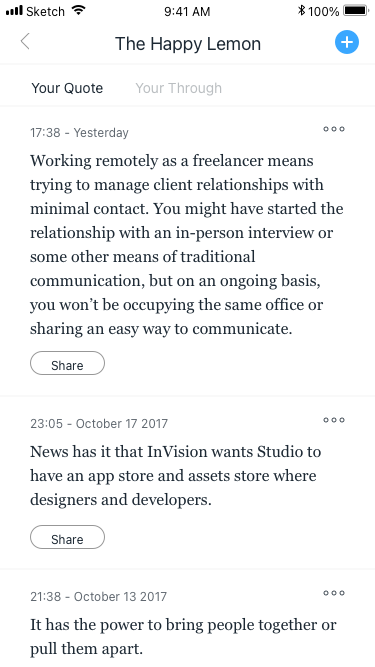 Sketch 9:41 AM 100%
The Happy Lemon
Your Quote Your Through
17:38 - Yesterday
Working remotely as a freelancer means
trying to manage client relationships with
minimal contact. You might have started the
relationship with an in-person interview or
some other means of traditional
communication, but on an ongoing basis,
you won’t be occupying the same office or
sharing an easy way to communicate.
Share
23:05 - October 17 2017
News has it that InVision wants Studio to
have an app store and assets store where
designers and developers.
Share
21:38 - October 13 2017
It has the power to bring people together or
pull them apart.